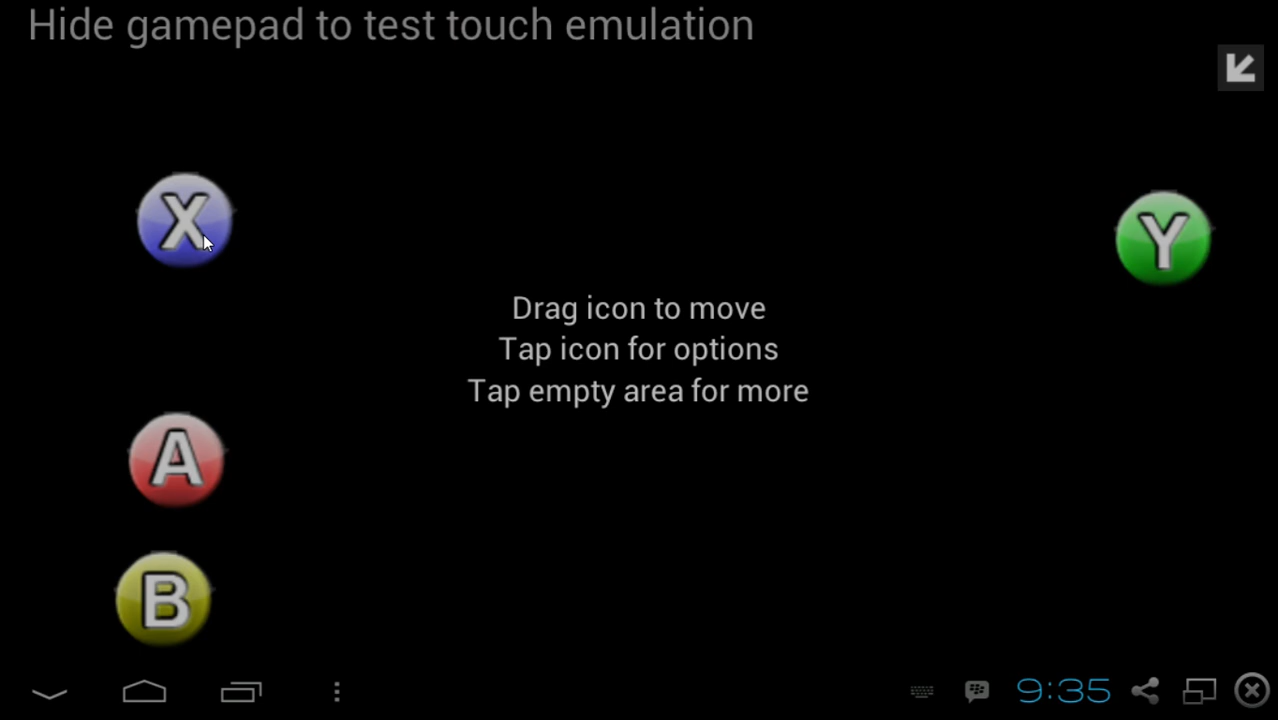 Hide gamepad to test touch emulation
X
Y
Drag icon to move
Tap icon for options
Tap empty area for more
A
B
9:35